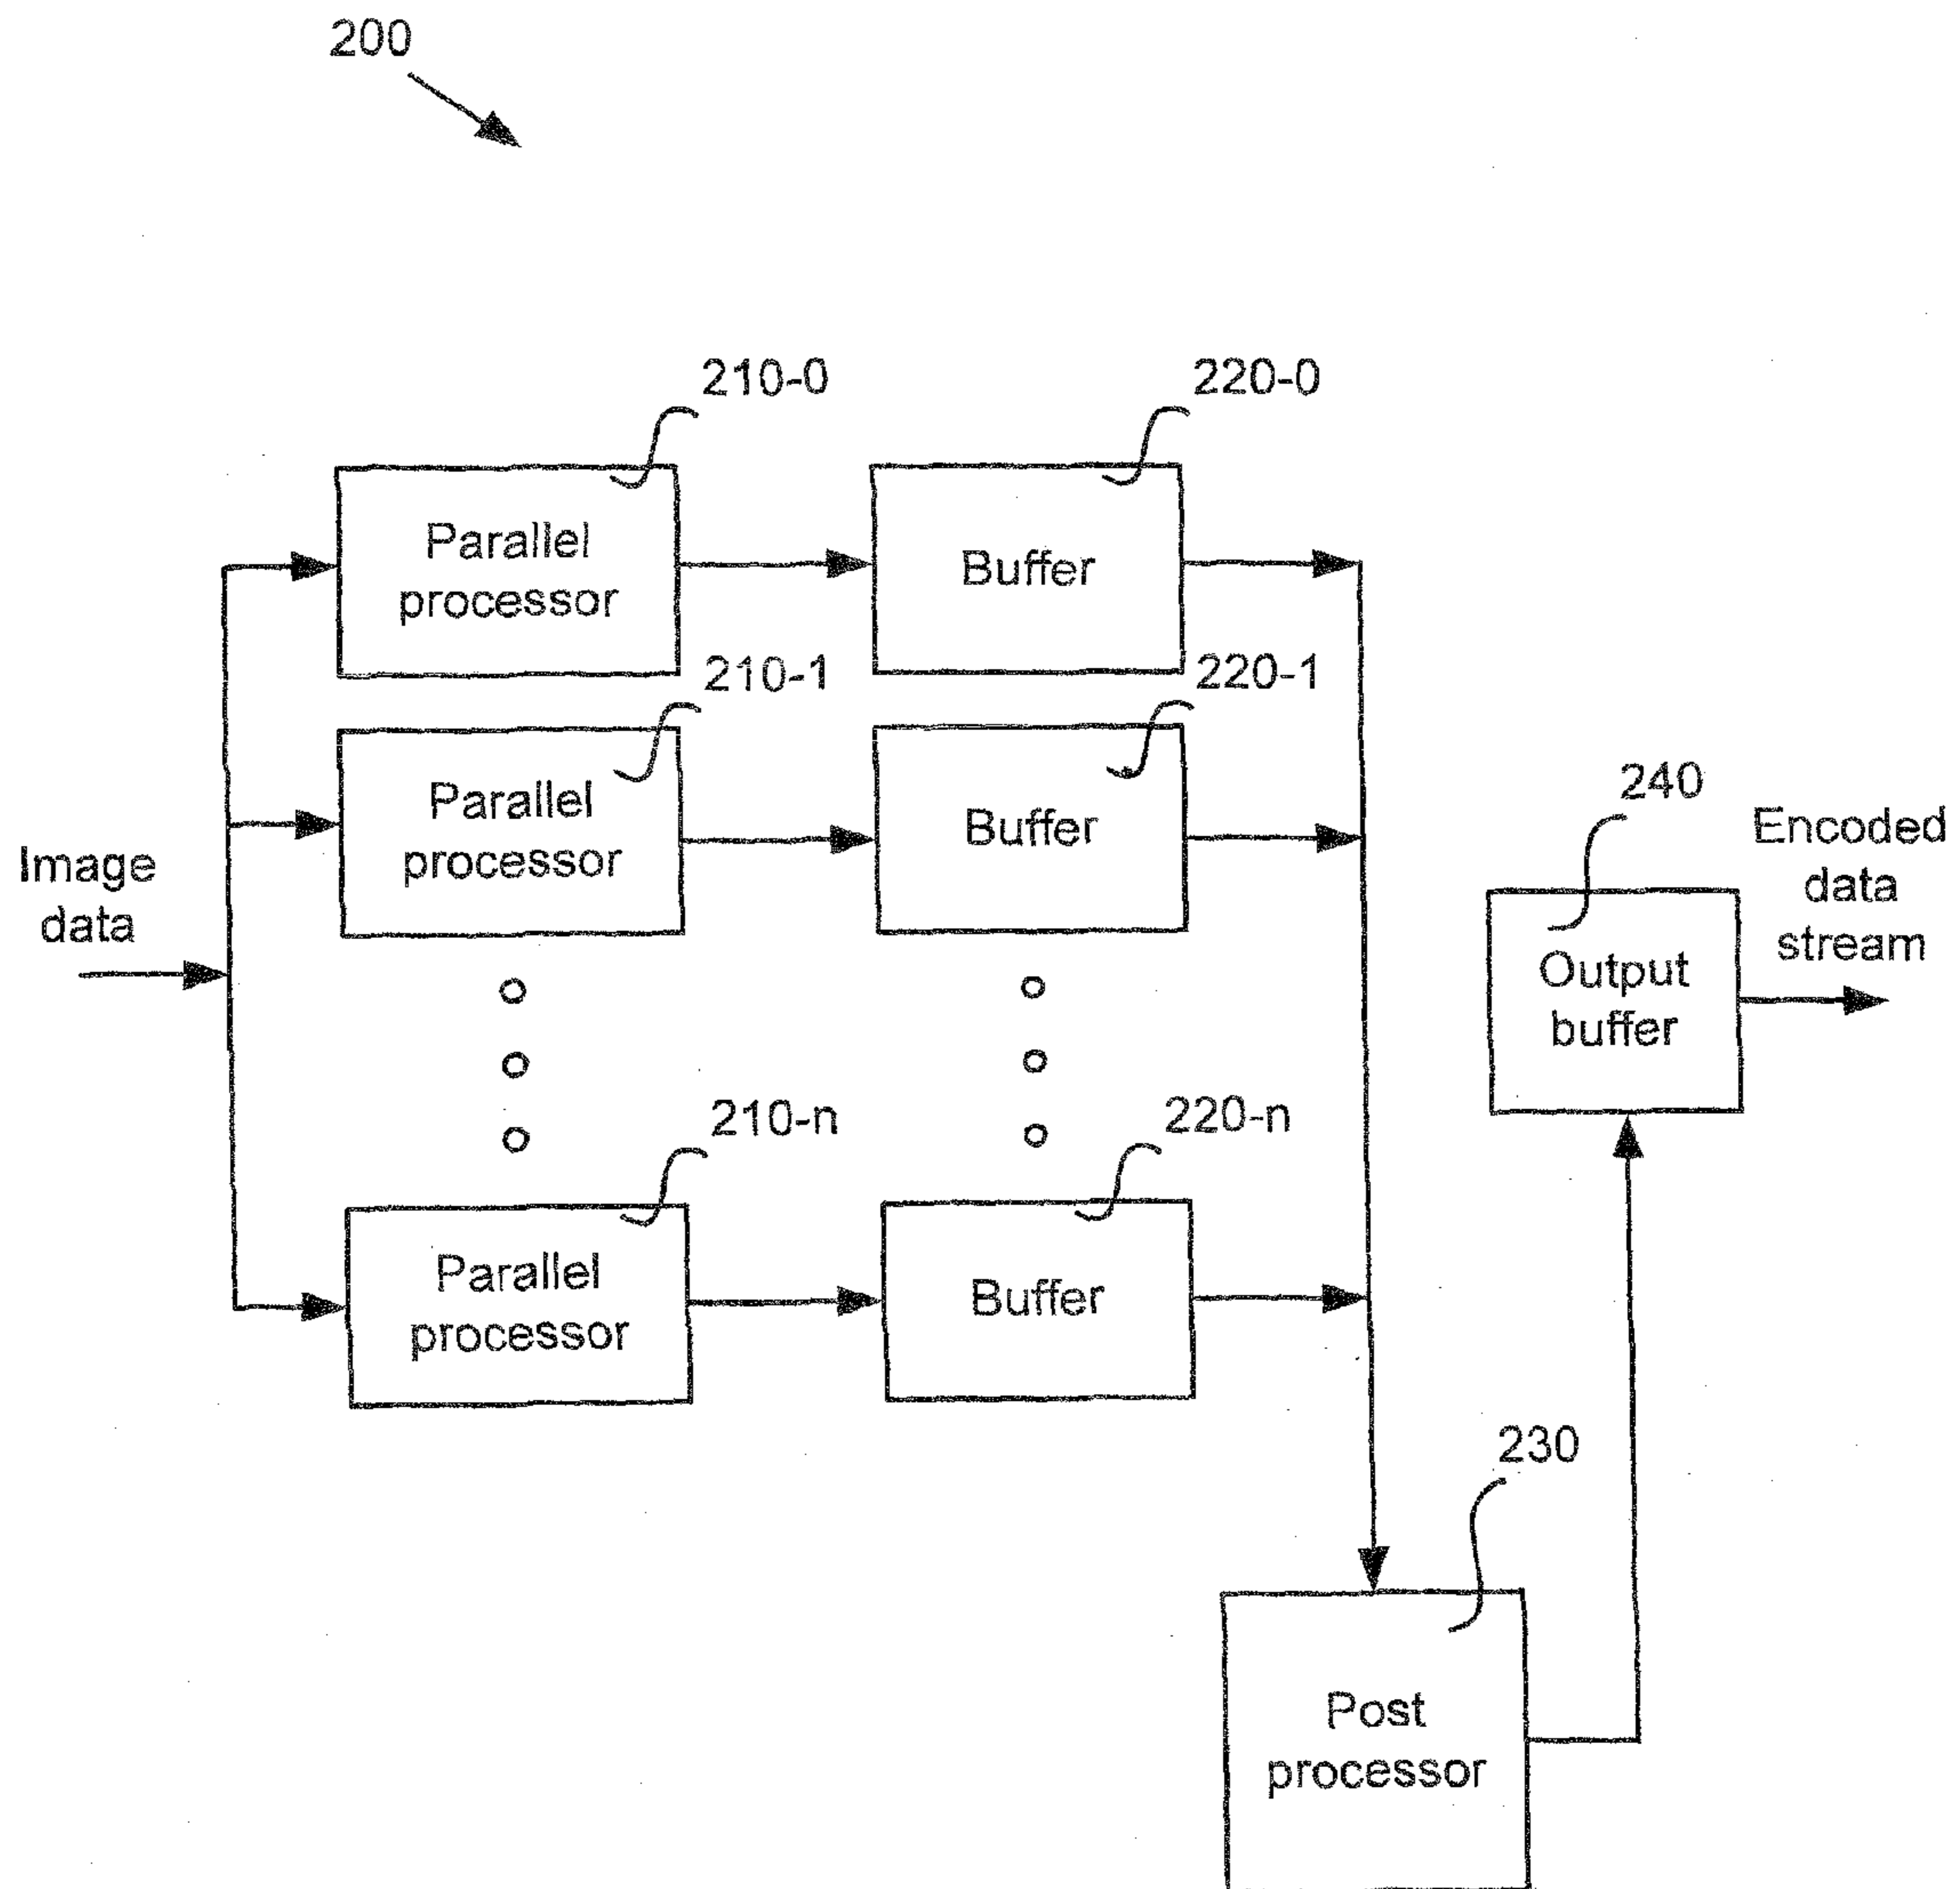 200
210-0
220-0
Parallel
processor
Buffer
210-1
220-1
Parallel
processor
Buffer
Image
data
240
Encoded
data
stream
Output
buffer
210-n
220-n
Parallel
processor
Buffer
230
Post
processor